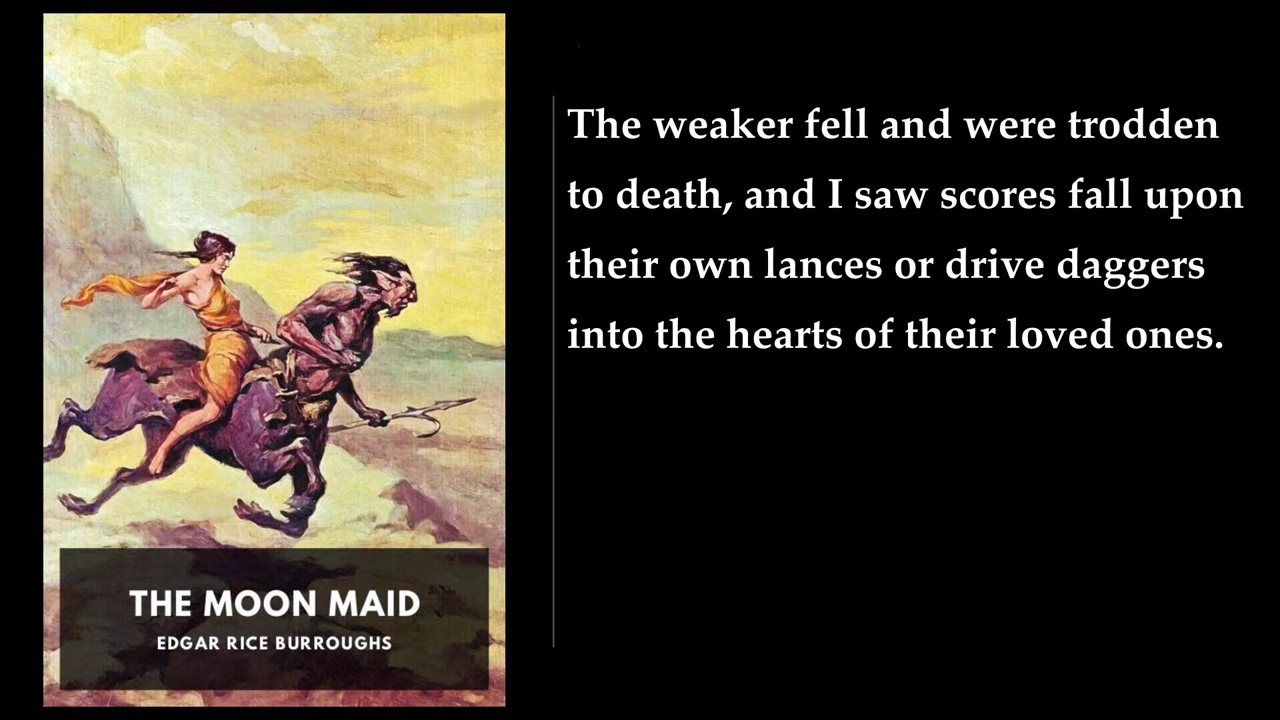 The weaker fell and were trodden
to death, and I saw scores fall upon
their own lances or drive daggers
into the hearts of their loved ones.
THE MOON MAID
EDGAR RICE BURROUGHS